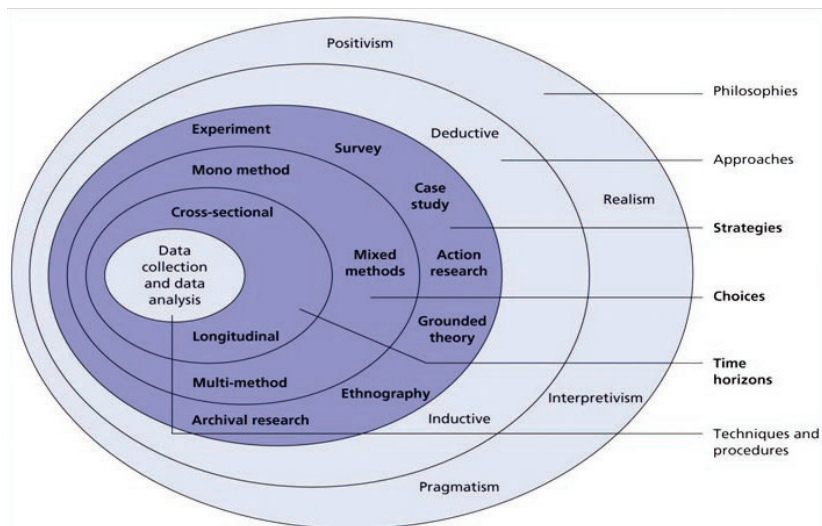 Positivism
Philosophies
Experiment
Deductive
Survey
Approaches
Mono method
Case
study
Realism
Cross-sectional
Strategies
Data
collection
and data
analysis
Mixed
methods
Action
research
Choices
Grounded
theory
Longitudinal
Time
horizons
Multi-method
Ethnography
Interpretivism
Archival research
Inductive
Techniques and
procedures
Pragmatism